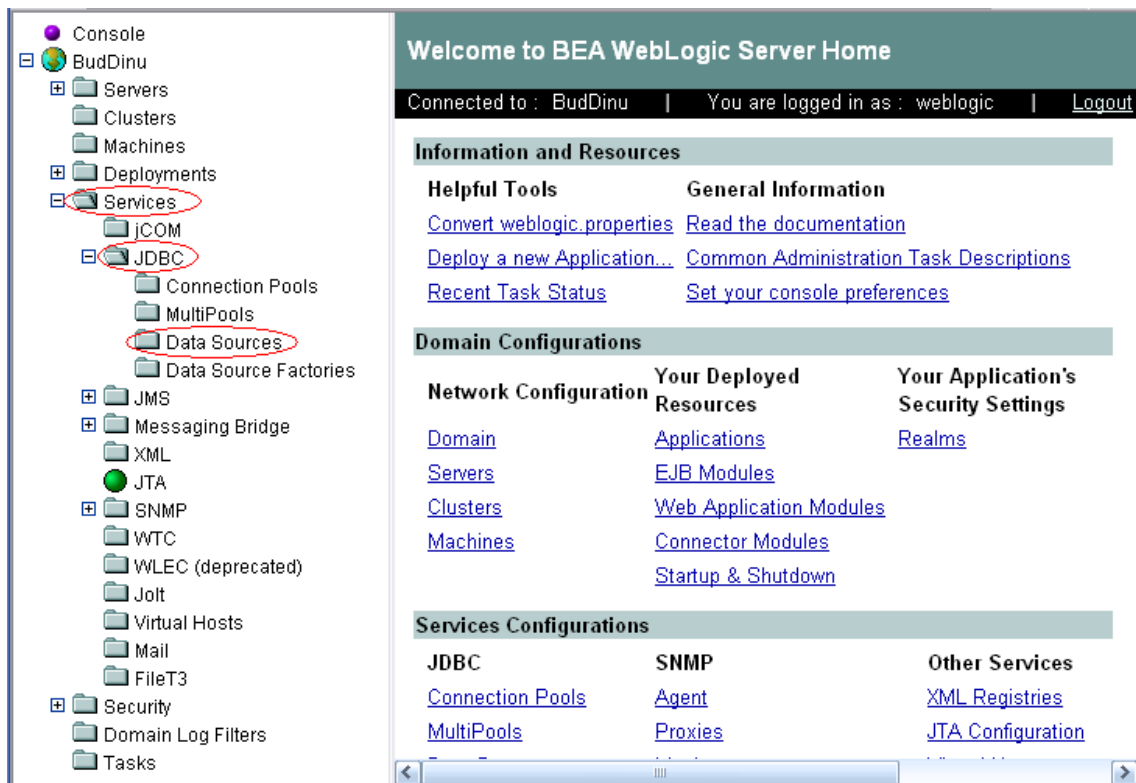 Console
BudDinu
Servers
Clusters
Machines
Deployments
Services
jCOM
JDBC
Connection Pools
MultiPools
Data Sources
Data Source Factories
JMS
Messaging Bridge
XML
JTA
SNMP
WTC
WLEC (deprecated)
Jolt
Virtual Hosts
Mail
FileT3
Security
Domain Log Filters
Tasks
Welcome to BEA WebLogic Server Home
Connected to : BudDinu | You are logged in as : weblogic | Logout
Information and Resources
Helpful Tools General Information
Convert weblogic.properties Read the documentation
Deploy a new Application... Common Administration Task Descriptions
Recent Task Status Set your console preferences
Domain Configurations
Network Configuration Your Deployed Resources Your Application's Security Settings
Domain Applications Realms
Servers EJB Modules
Clusters Web Application Modules
Machines Connector Modules
Startup & Shutdown
Services Configurations
JDBC SNMP Other Services
Connection Pools Agent XML Registries
MultiPools Proxies JTA Configuration